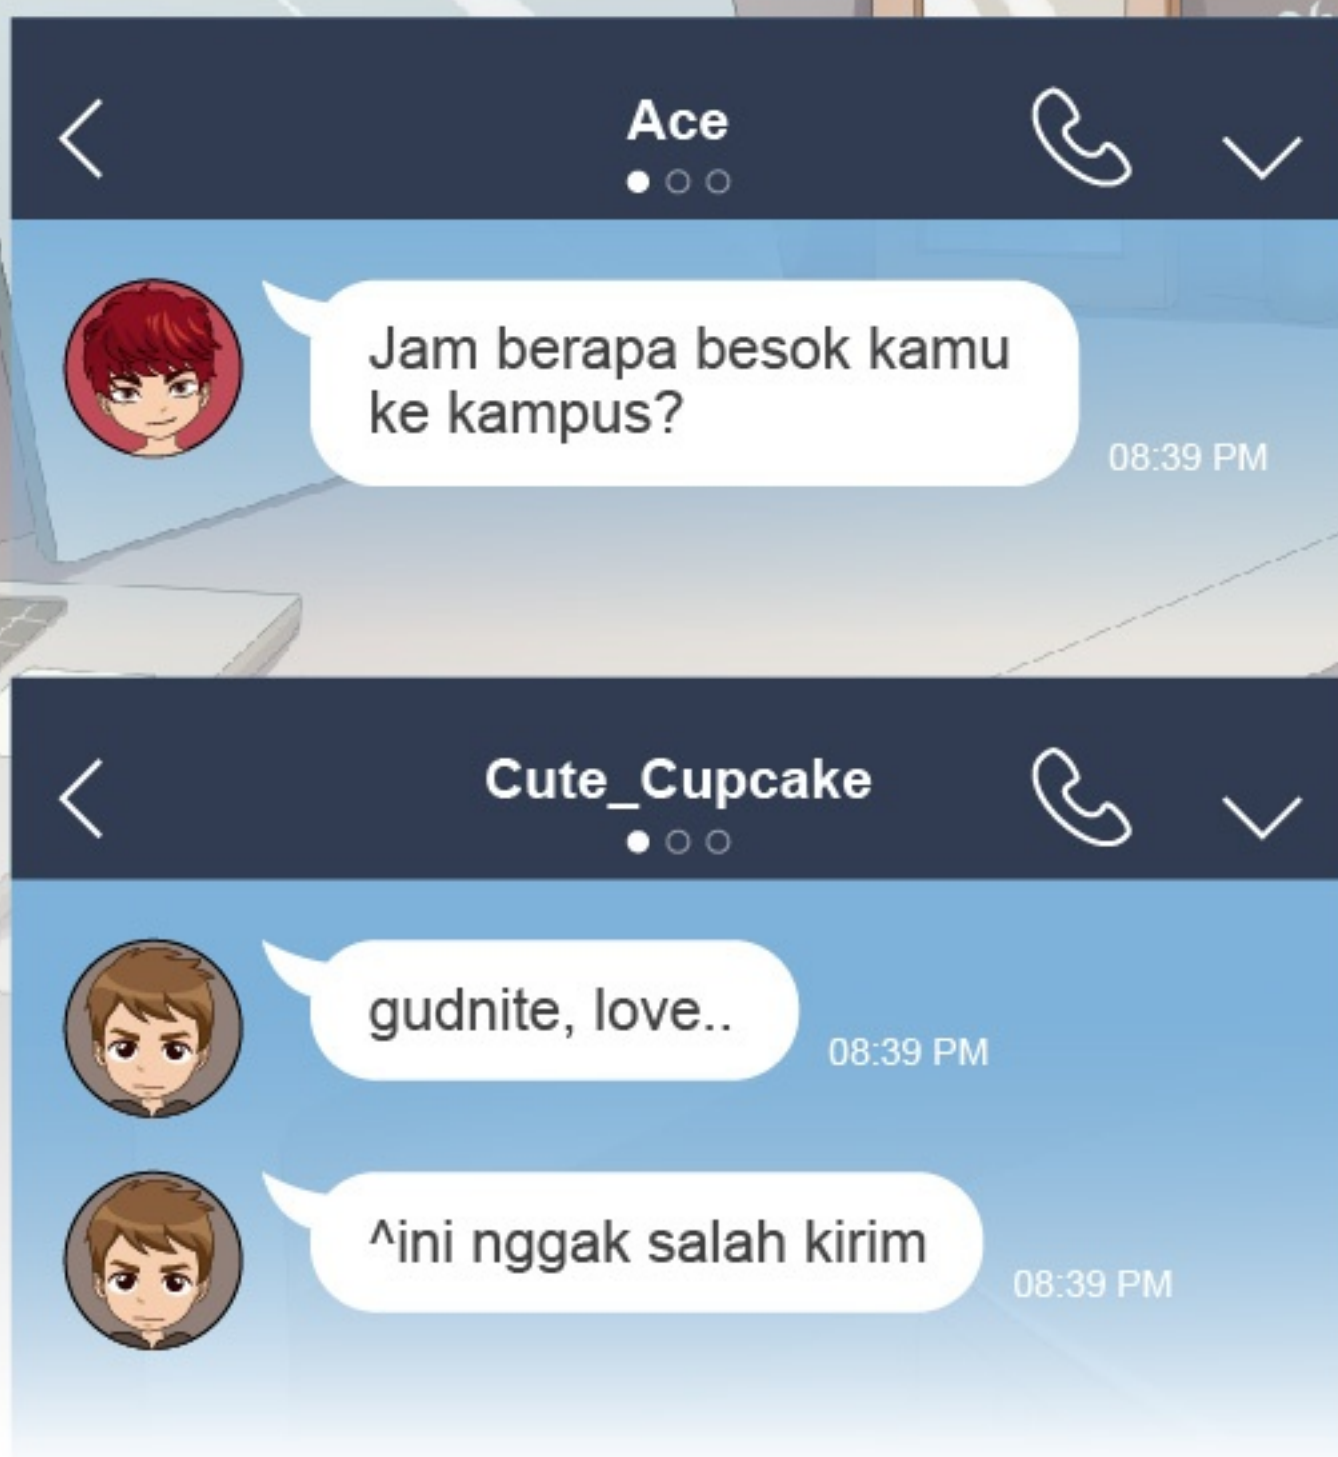 Ace
Jam berapa besok kamu
ke kampus?
08:39 PM
Cute_Cupcake
gudnite, love..
08:39 PM
^ini nggak salah kirim
08:39 PM